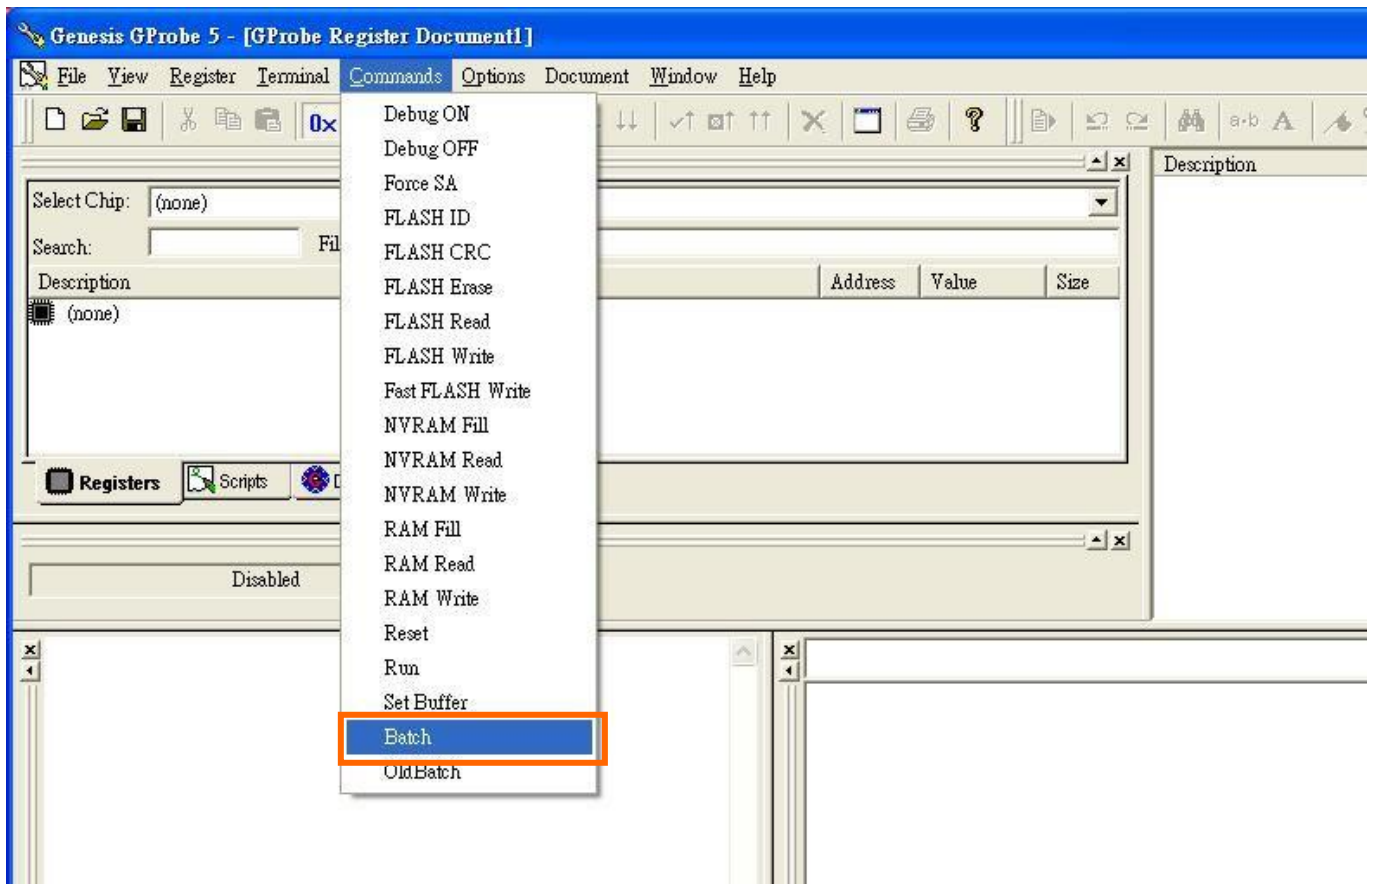 Genesis GProbe 5 - [GProbe Register Document1]
File View Register Terminal Commands Options Document Window Help
0x
a-b A
Select Chip: (none)
Search:
Description
(none)
Address Value Size
Registers Scripts
Disabled
Debug ON
Debug OFF
Force SA
FLASH ID
FLASH CRC
FLASH Erase
FLASH Read
FLASH Write
Fast FLASH Write
NVRAM Fill
NVRAM Read
NVRAM Write
RAM Fill
RAM Read
RAM Write
Reset
Run
Set Buffer
Batch
OldBatch
Description